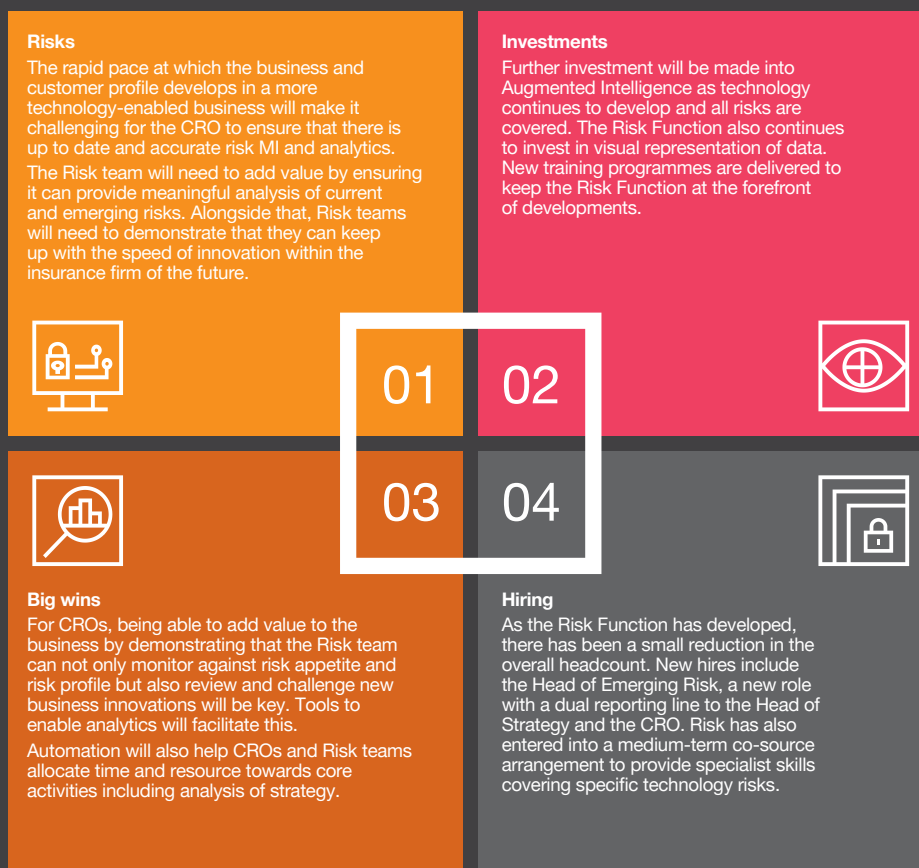 Risks
The rapid pace at which the business and
customer profile develops in a more
technology-enabled business will make it
challenging for the CRO to ensure that there is
up to date and accurate risk MI and analytics.
The Risk team will need to add value by ensuring
it can provide meaningful analysis of current
and emerging risks. Alongside that, Risk teams
will need to demonstrate that they can keep
up with the speed of innovation within the
insurance firm of the future.
01
Investments
Further investment will be made into
Augmented Intelligence as technology
continues to develop and all risks are
covered. The Risk Function also continues
to invest in visual representation of data.
New training programmes are delivered to
keep the Risk Function at the forefront
of developments.
02
03
Big wins
For CROs, being able to add value to the
business by demonstrating that the Risk team
can not only monitor against risk appetite and
risk profile but also review and challenge new
business innovations will be key. Tools to
enable analytics will facilitate this.
Automation will also help CROs and Risk teams
allocate time and resource towards core
activities including analysis of strategy.
04
Hiring
As the Risk Function has developed,
there has been a small reduction in the
overall headcount. New hires include
the Head of Emerging Risk, a new role
with a dual reporting line to the Head of
Strategy and the CRO. Risk has also
entered into a medium-term co-source
arrangement to provide specialist skills
covering specific technology risks.